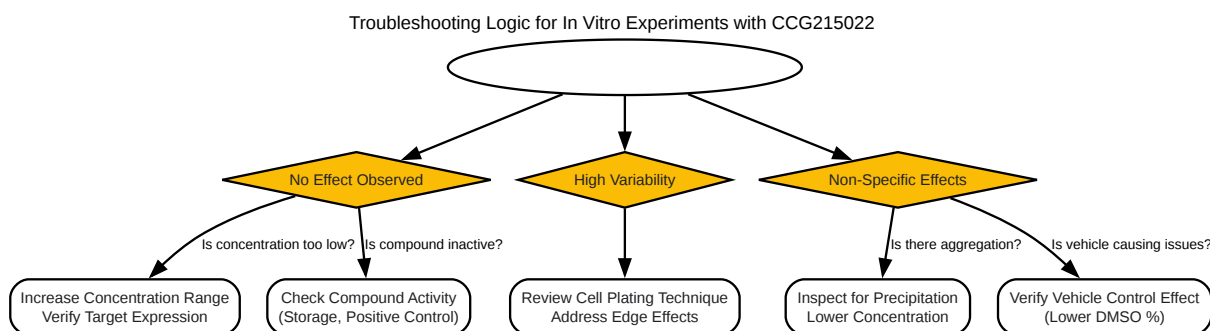 Troubleshooting Logic for In Vitro Experiments with CCG215022
No Effect Observed
High Variability
Non-Specific Effects
Is concentration too low?
Is compound inactive?
Is there aggregation?
Is vehicle causing issues?
Increase Concentration Range
Verify Target Expression
Check Compound Activity
(Storage, Positive Control)
Review Cell Plating Technique
Address Edge Effects
Inspect for Precipitation
Lower Concentration
Verify Vehicle Control Effect
(Lower DMSO %)